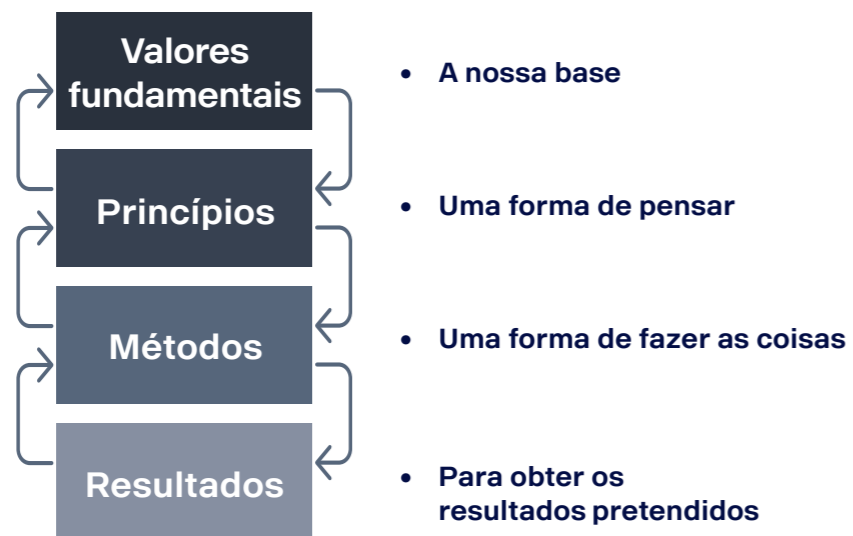 Valores
fundamentais
• A nossa base
Princípios
• Uma forma de pensar
Métodos
• Uma forma de fazer as coisas
Resultados
• Para obter os
resultados pretendidos